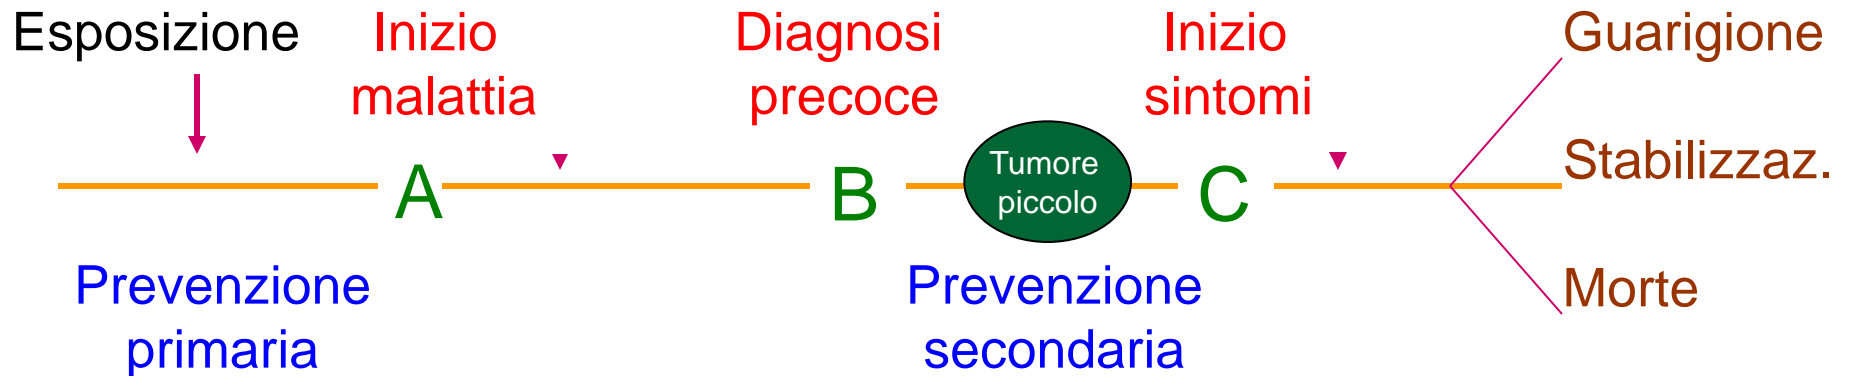 Esposizione
Inizio
malattia
Diagnosi
precoce
Inizio
sintomi
Guarigione
Stabilizzaz.
Morte
A
B
Tumore
piccolo
C
Prevenzione
primaria
Prevenzione
secondaria